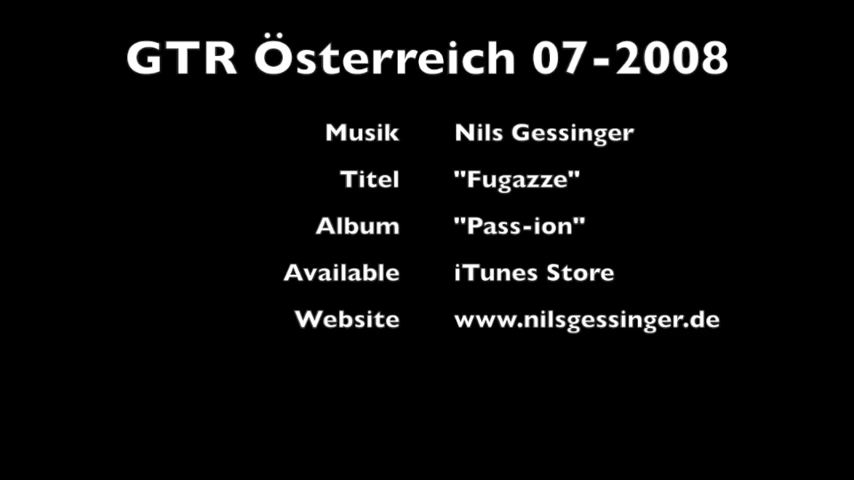 GTR Österreich 07-2008
Musik Nils Gessinger
Titel "Fugazze"
Album "Pass-ion"
Available iTunes Store
Website www.nilsgessinger.de